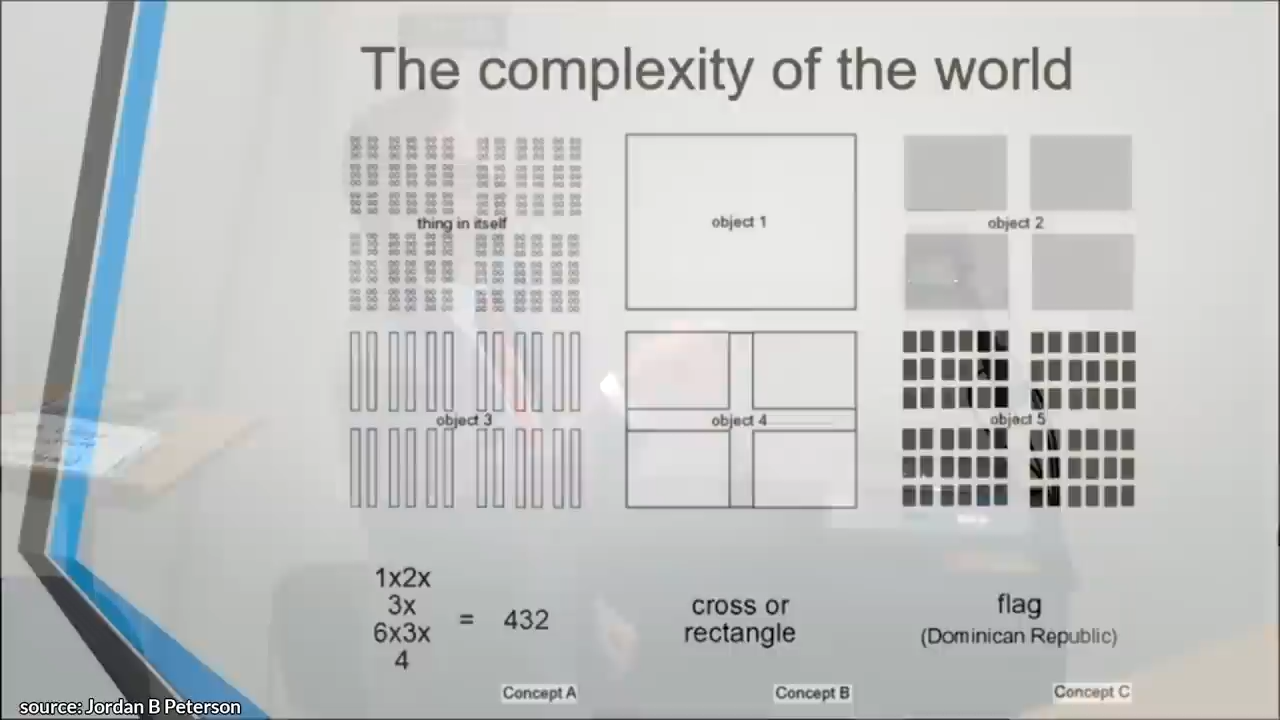 The complexity of the world
thing in itself
object 1
object 2
object 3
object 4
object 5
1x2x
3x
6x3x
4
= 432
cross or
rectangle
flag
(Dominican Republic)
Concept A
Concept B
Concept C
source: Jordan B Peterson